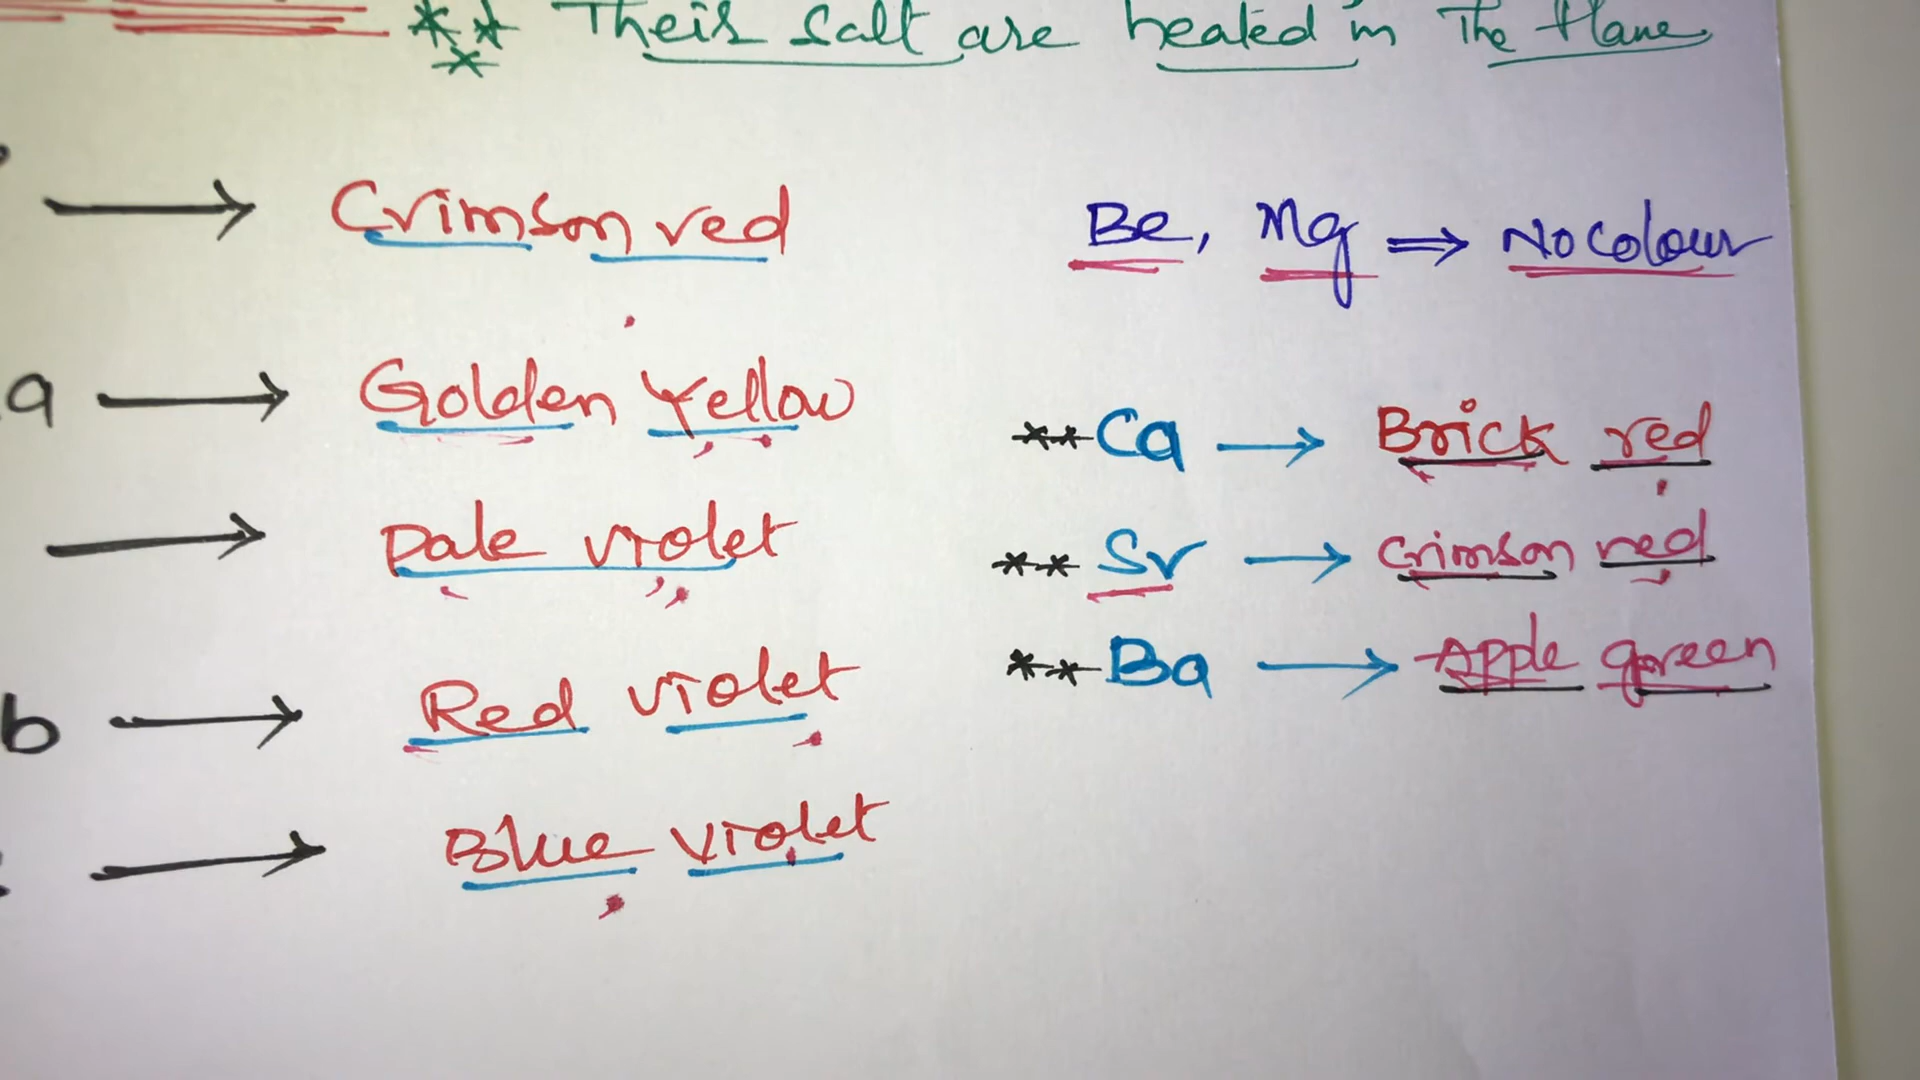 ** Their Salt are heated in The flame
*
→ Crimson red
a → Golden Yellow
→ Pale violet
b → Red violet
→ Blue violet
Be, Mg ⇒ No Colour
**Ca → Brick red
** Sr → Crimson red
**Ba → Apple green